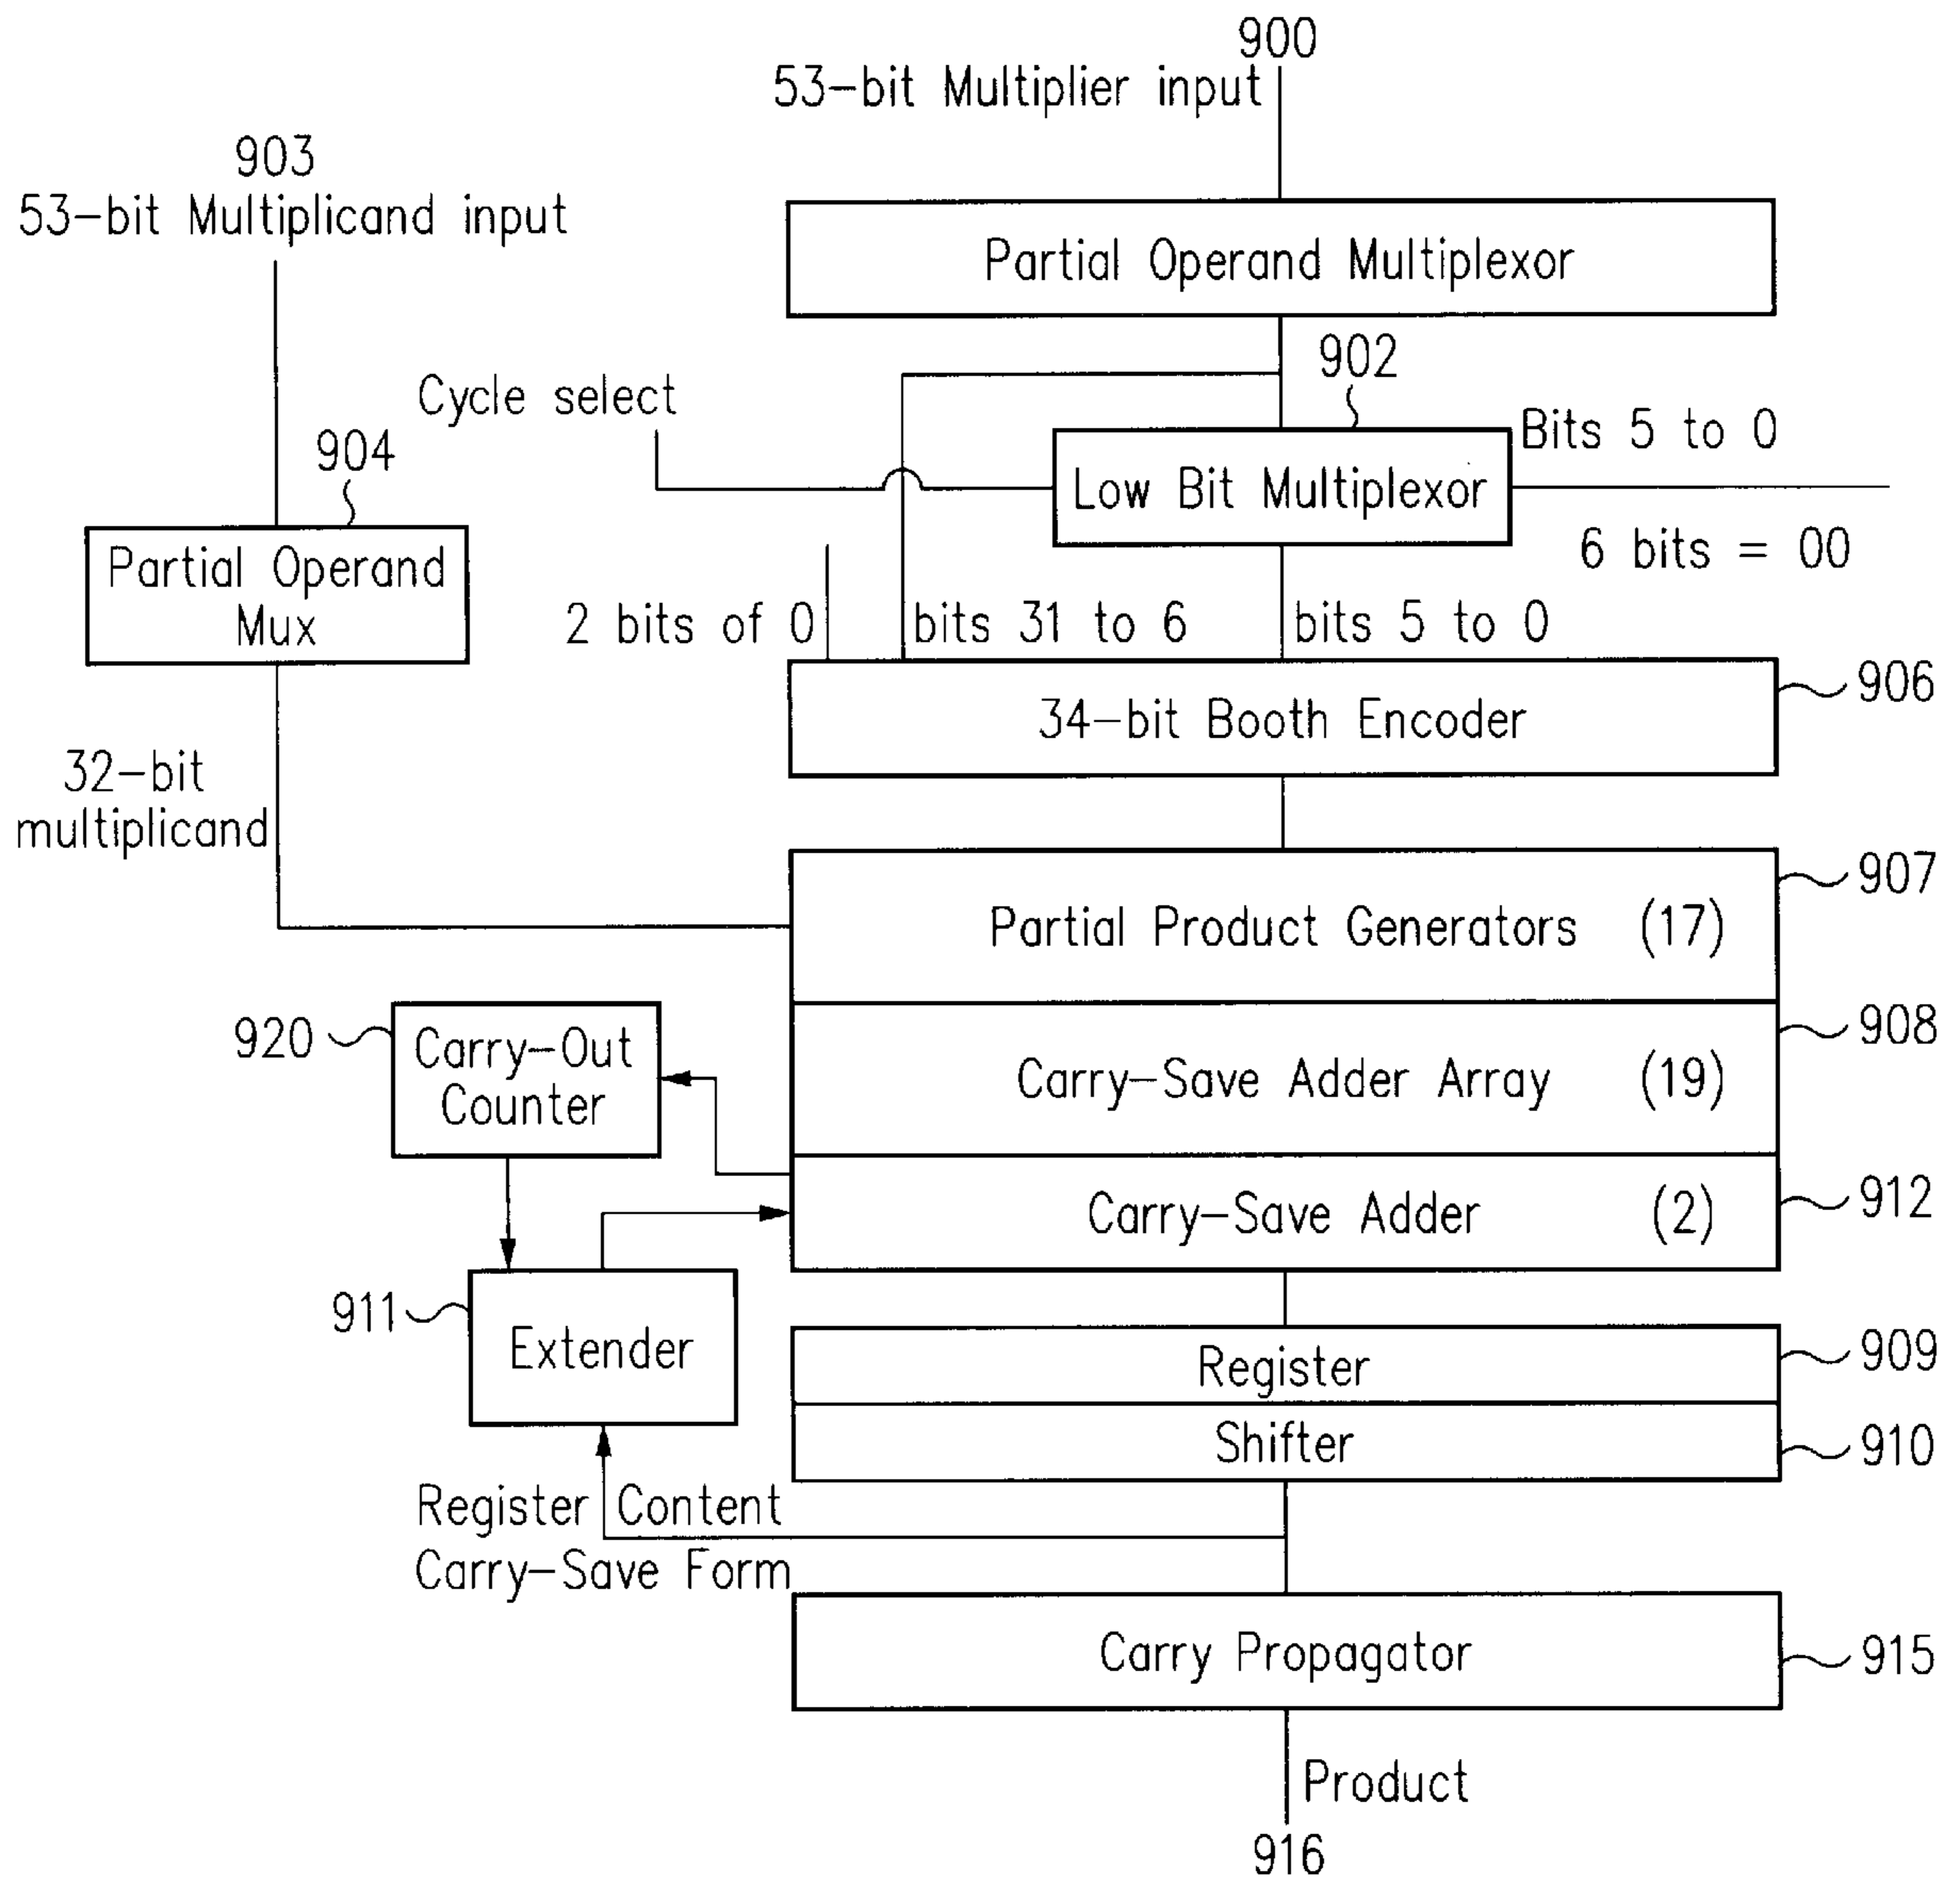 900
53-bit Multiplier input
903
53-bit Multiplicand input
Partial Operand Multiplexor
902
Cycle select
904
Bits 5 to 0
Low Bit Multiplexor
6 bits = 00
Partial Operand
Mux
2 bits of 0
bits 31 to 6
bits 5 to 0
906
34-bit Booth Encoder
32-bit
multiplicand
907
Partial Product Generators (17)
920
Carry-Out
Counter
908
Carry-Save Adder Array (19)
912
Carry-Save Adder (2)
911
Extender
909
Register
Shifter
910
Register Content
Carry-Save Form
Carry Propagator
915
Product
916